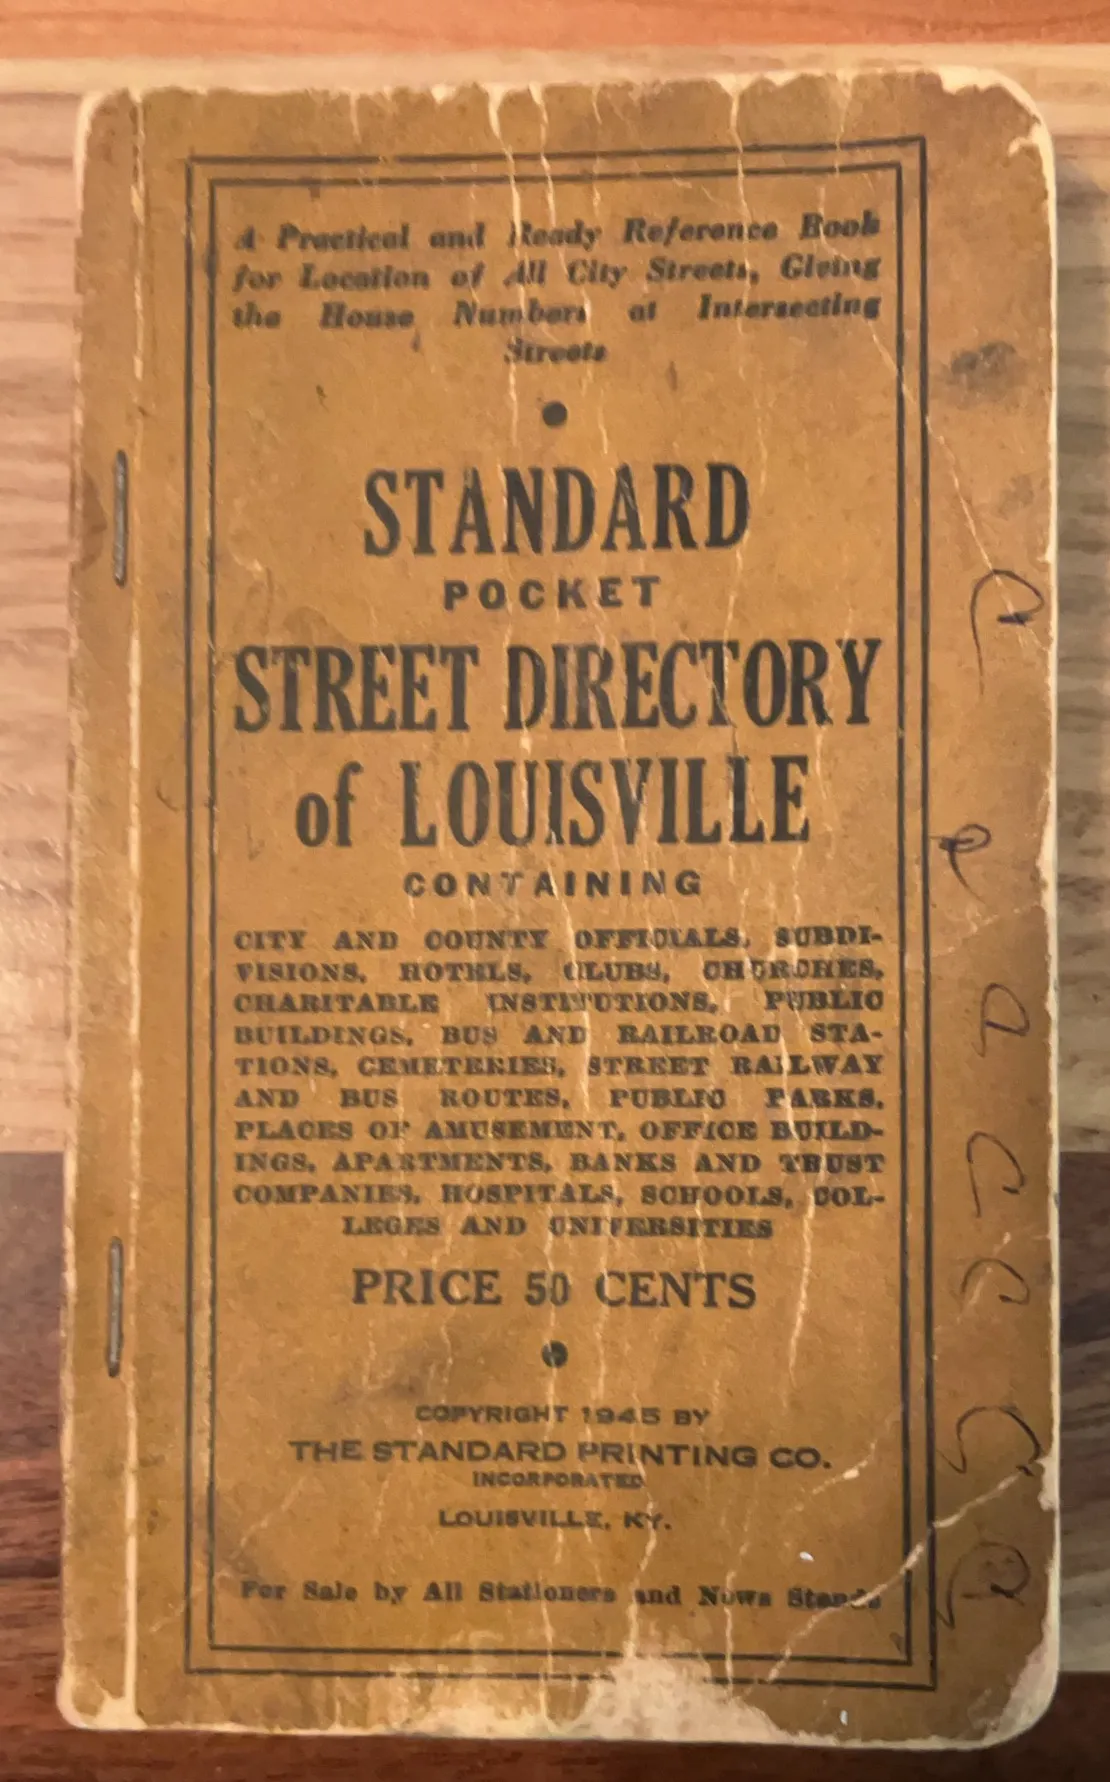 A Practical and Ready Reference Book
for Location of All City Streets, Giving
the House Numbers at Intersecting
Streets
STANDARD
POCKET
STREET DIRECTORY
of LOUISVILLE
CONTAINING
CITY AND COUNTY OFFICIALS, SUBDI-
VISIONS, HOTELS, CLUBS, CHURCHES,
CHARITABLE INSTITUTIONS, PUBLIC
BUILDINGS, BUS AND RAILROAD STA-
TIONS, CEMETERIES, STREET RAILWAY
AND BUS ROUTES, PUBLIC PARKS,
PLACES OF AMUSEMENT, OFFICE BUILD-
INGS, APARTMENTS, BANKS AND TRUST
COMPANIES, HOSPITALS, SCHOOLS, COL-
LEGES AND UNIVERSITIES
PRICE 50 CENTS
COPYRIGHT 1945 BY
THE STANDARD PRINTING CO.
INCORPORATED
LOUISVILLE, KY.
For Sale by All Stationers and News Stands